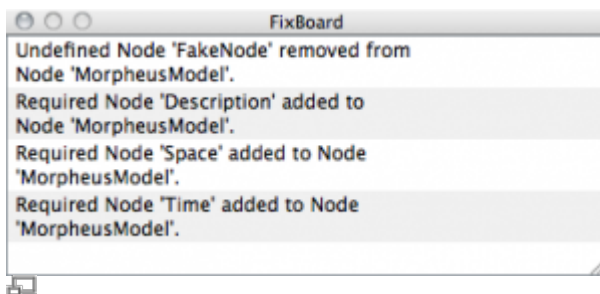 FixBoard
Undefined Node 'FakeNode' removed from
Node 'MorpheusModel'.
Required Node 'Description' added to
Node 'MorpheusModel'.
Required Node 'Space' added to Node
'MorpheusModel'.
Required Node 'Time' added to Node
'MorpheusModel'.